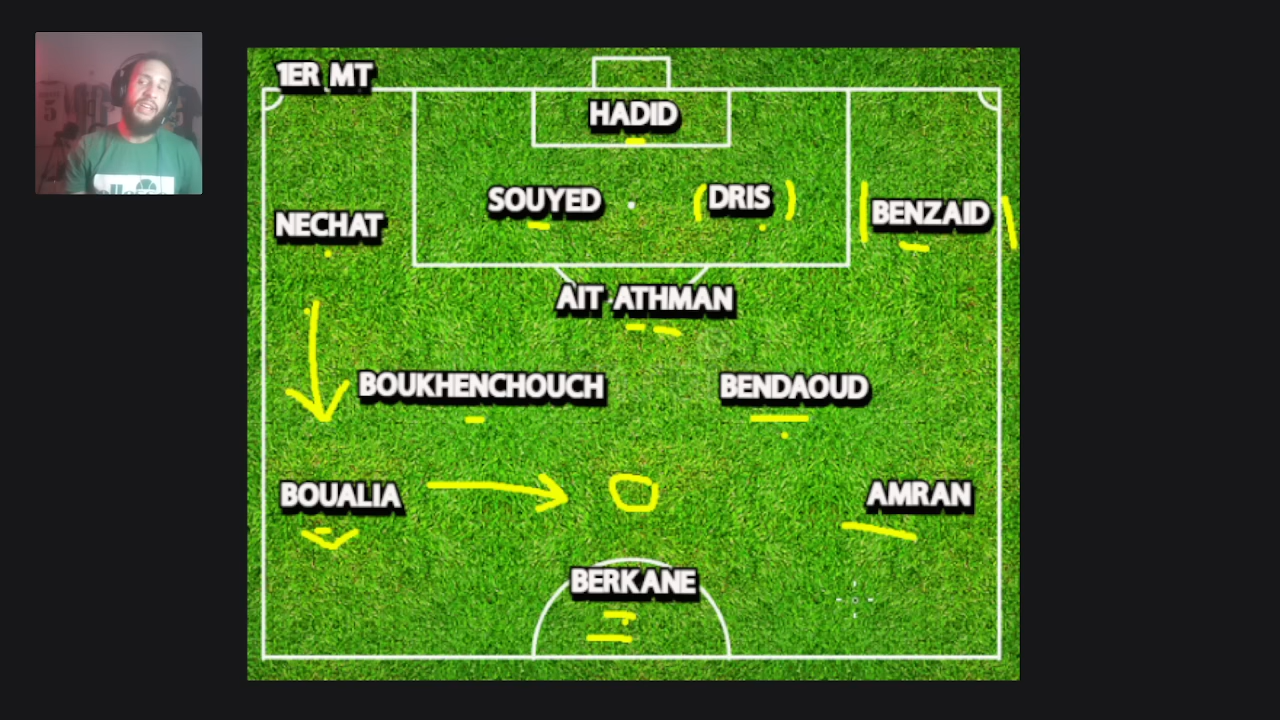 1ER MT
HADID
SOUYED
DRIS
BENZAID
NECHAT
AIT ATHMAN
BOUKHENCHOUCH
BENDAOUD
BOUALIA
AMRAN
BERKANE